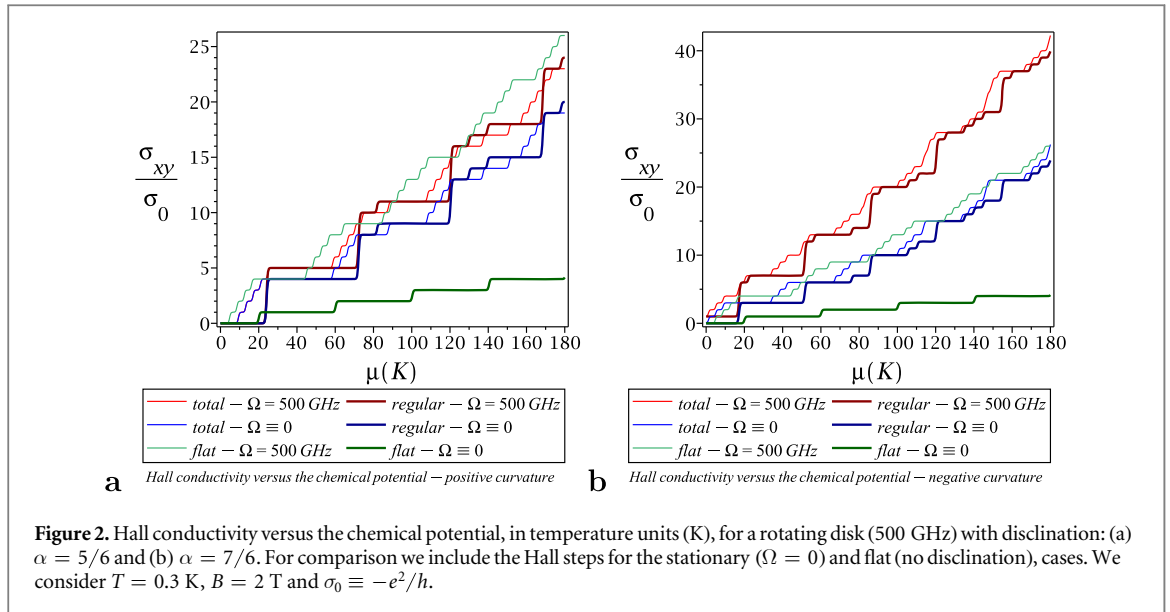 25
20
15
10
5
0
σxy
σ0
0 20 40 60 80 100 120 140 160 180
μ(K)
total − Ω = 500 GHz regular − Ω = 500 GHz
total − Ω ≡ 0 regular − Ω ≡ 0
flat − Ω = 500 GHz flat − Ω ≡ 0
a Hall conductivity versus the chemical potential — positive curvature
40
30
20
10
0
σxy
σ0
0 20 40 60 80 100 120 140 160 180
μ(K)
total − Ω = 500 GHz regular − Ω = 500 GHz
total − Ω ≡ 0 regular − Ω ≡ 0
flat − Ω = 500 GHz flat − Ω ≡ 0
b Hall conductivity versus the chemical potential — negative curvature
Figure 2. Hall conductivity versus the chemical potential, in temperature units (K), for a rotating disk (500 GHz) with disclination: (a)
α = 5/6 and (b) α = 7/6. For comparison we include the Hall steps for the stationary (Ω = 0) and flat (no disclination), cases. We
consider T = 0.3 K, B = 2 T and σ0 ≡ −e²/h.